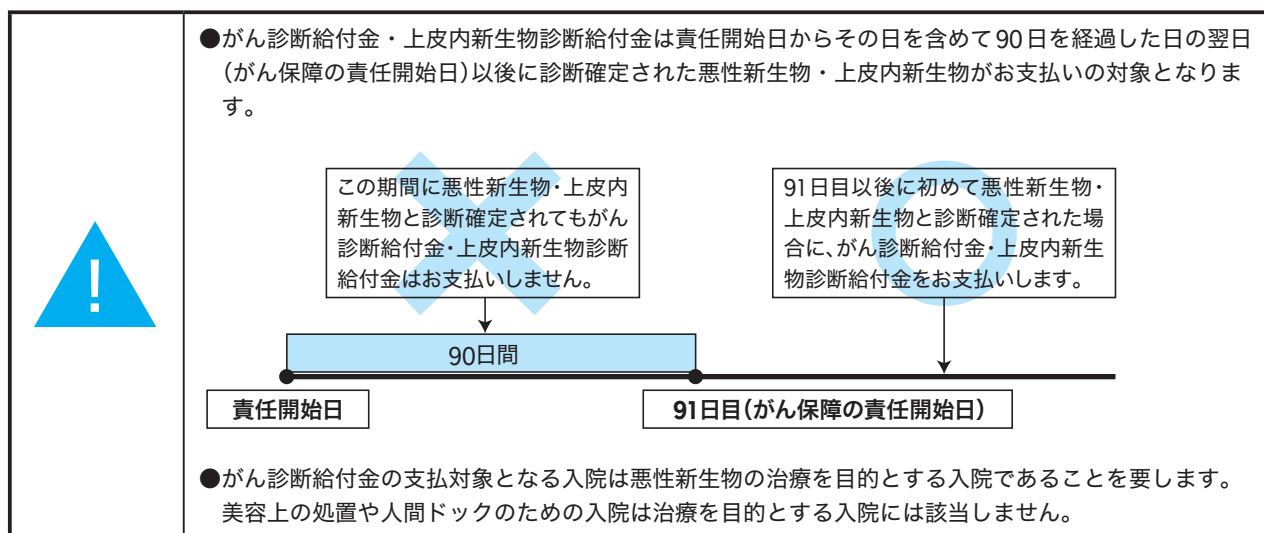 ●がん診断給付金・上皮内新生物診断給付金は責任開始日からその日を含めて90日を経過した日の翌日
（がん保障の責任開始日）以後に診断確定された悪性新生物・上皮内新生物がお支払いの対象となりま
す。
この期間に悪性新生物・上皮内
新生物と診断確定されてもがん
診断給付金・上皮内新生物診断
給付金はお支払いしません。
91日目以後に初めて悪性新生物・
上皮内新生物と診断確定された場
合に、がん診断給付金・上皮内新生
物診断給付金をお支払いします。
!
90日間
責任開始日
91日目（がん保障の責任開始日）
●がん診断給付金の支払対象となる入院は悪性新生物の治療を目的とする入院であることを要します。
美容上の処置や人間ドックのための入院は治療を目的とする入院には該当しません。